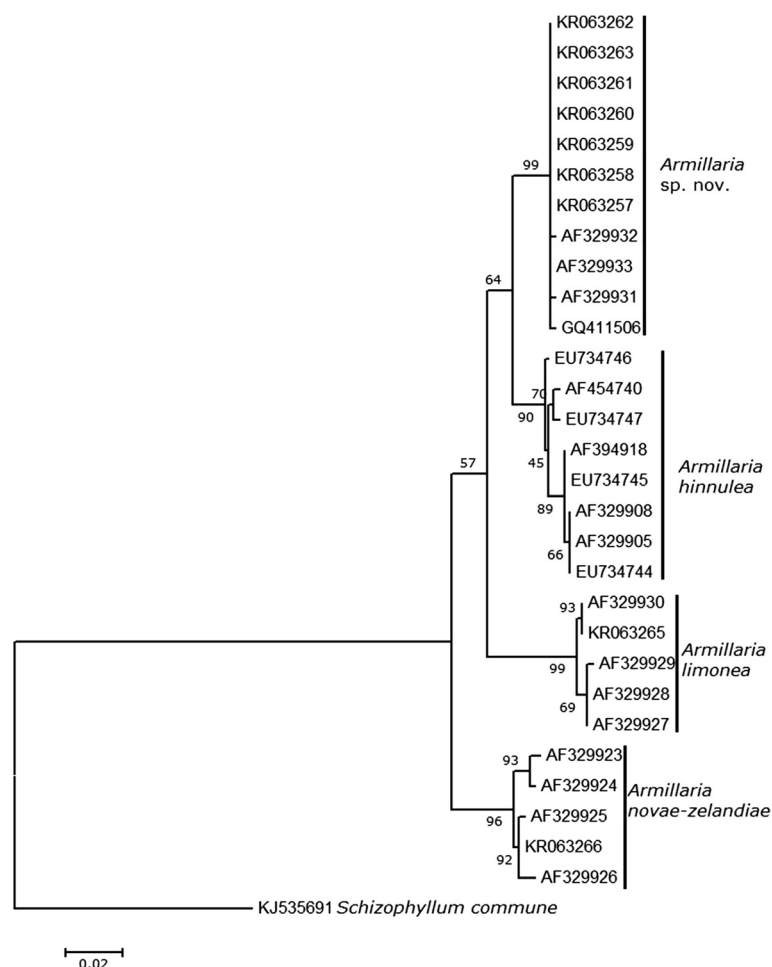 KR063262
KR063263
KR063261
KR063260
KR063259
99
KR063258
Armillaria
sp. nov.
KR063257
AF329932
AF329933
64
AF329931
GQ411506
EU734746
70
AF454740
90
EU734747
45
AF394918
EU734745
Armillaria
hinnulea
57
89
AF329908
AF329905
66
EU734744
93
AF329930
KR063265
99
AF329929
Armillaria
limonea
69
AF329928
AF329927
93
AF329923
AF329924
Armillaria
novae-zelandiae
96
AF329925
KR063266
92
AF329926
KJ535691 Schizophyllum commune
0.02